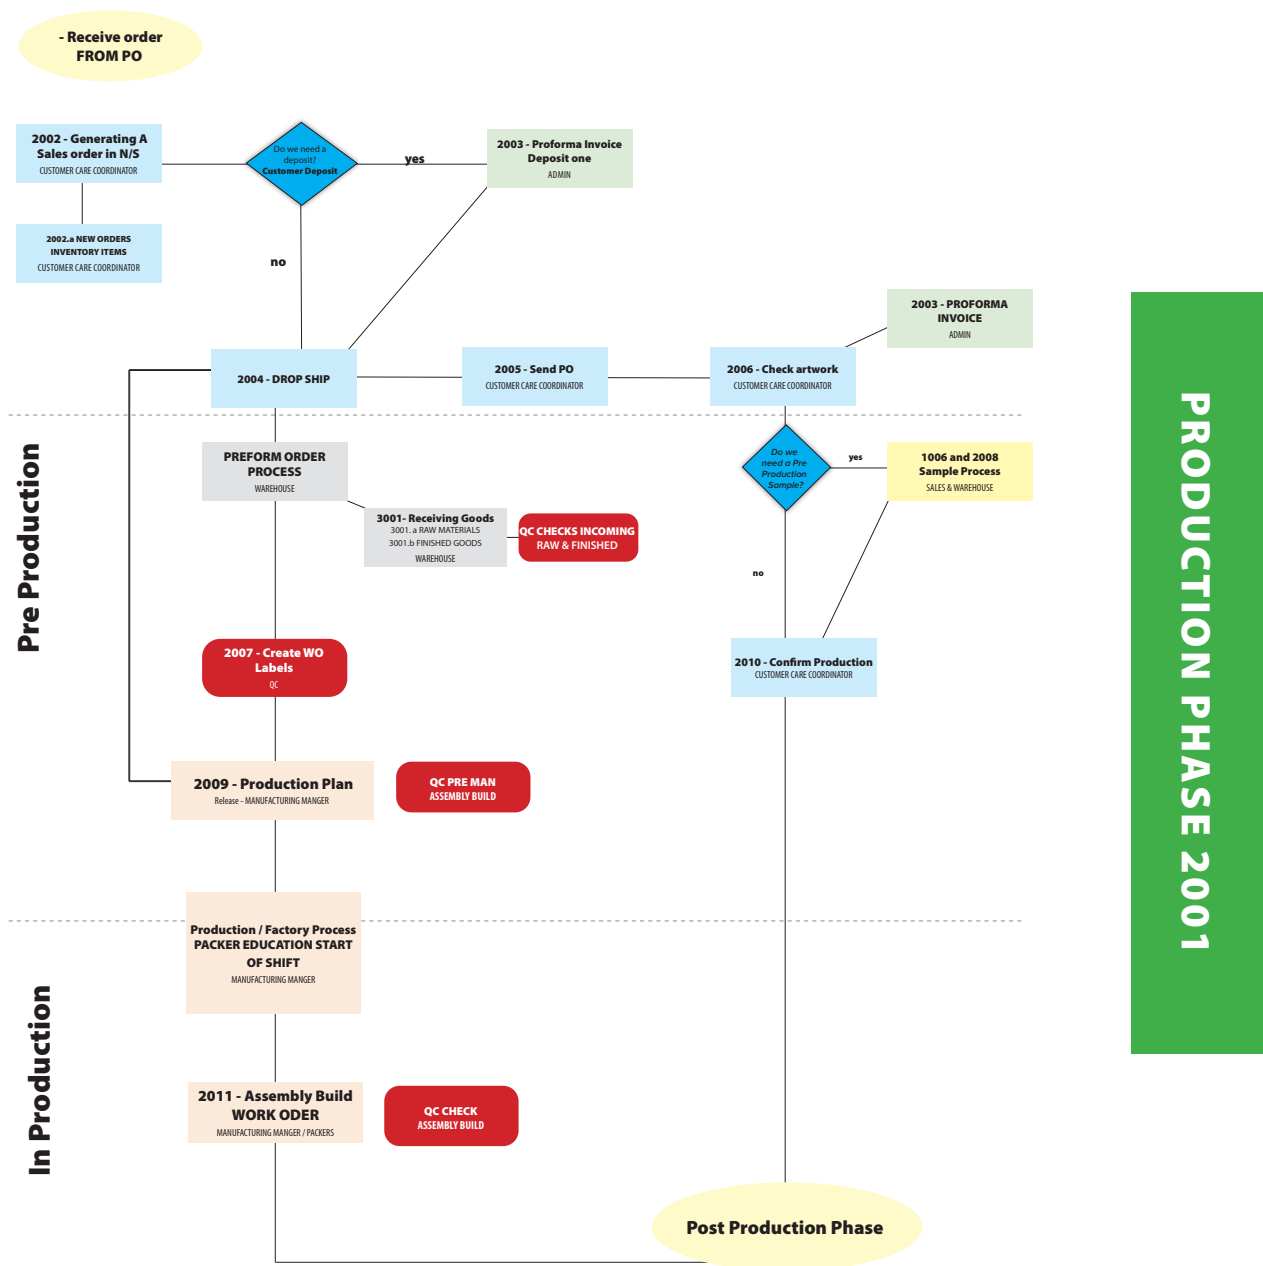 - Receive order
FROM PO
2002 - Generating A
Sales order in N/S
CUSTOMER CARE COORDINATOR
Do we need a
deposit?
Customer Deposit
yes
2003 - Proforma Invoice
Deposit one
ADMIN
2002.a NEW ORDERS
INVENTORY ITEMS
CUSTOMER CARE COORDINATOR
no
2003 - PROFORMA
INVOICE
ADMIN
2004 - DROP SHIP
2005 - Send PO
CUSTOMER CARE COORDINATOR
2006 - Check artwork
CUSTOMER CARE COORDINATOR
Pre Production
PREFORM ORDER
PROCESS
WAREHOUSE
Do we
need a Pre
Production
Sample?
yes
1006 and 2008
Sample Process
SALES & WAREHOUSE
3001- Receiving Goods
3001. a RAW MATERIALS
3001.b FINISHED GOODS
WAREHOUSE
QC CHECKS INCOMING
RAW & FINISHED
no
2007 - Create WO
Labels
QC
2010 - Confirm Production
CUSTOMER CARE COORDINATOR
2009 - Production Plan
Release - MANUFACTURING MANGER
QC PRE MAN
ASSEMBLY BUILD
In Production
Production / Factory Process
PACKER EDUCATION START
OF SHIFT
MANUFACTURING MANGER
2011 - Assembly Build
WORK ODER
MANUFACTURING MANGER / PACKERS
QC CHECK
ASSEMBLY BUILD
Post Production Phase
PRODUCTION PHASE 2001